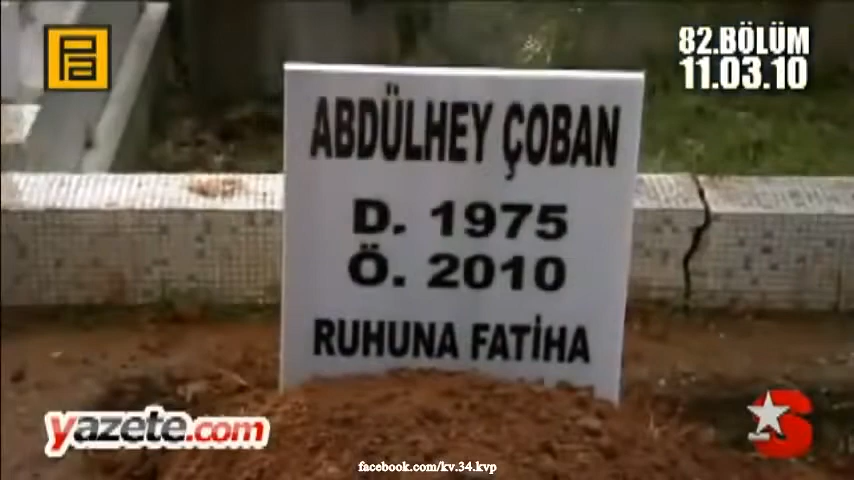 82.BÖLÜM
11.03.10
ABDÜLHEY ÇOBAN
D. 1975
Ö. 2010
RUHUNA FATİHA
yazete.com
facebook.com/kv.34.kvp